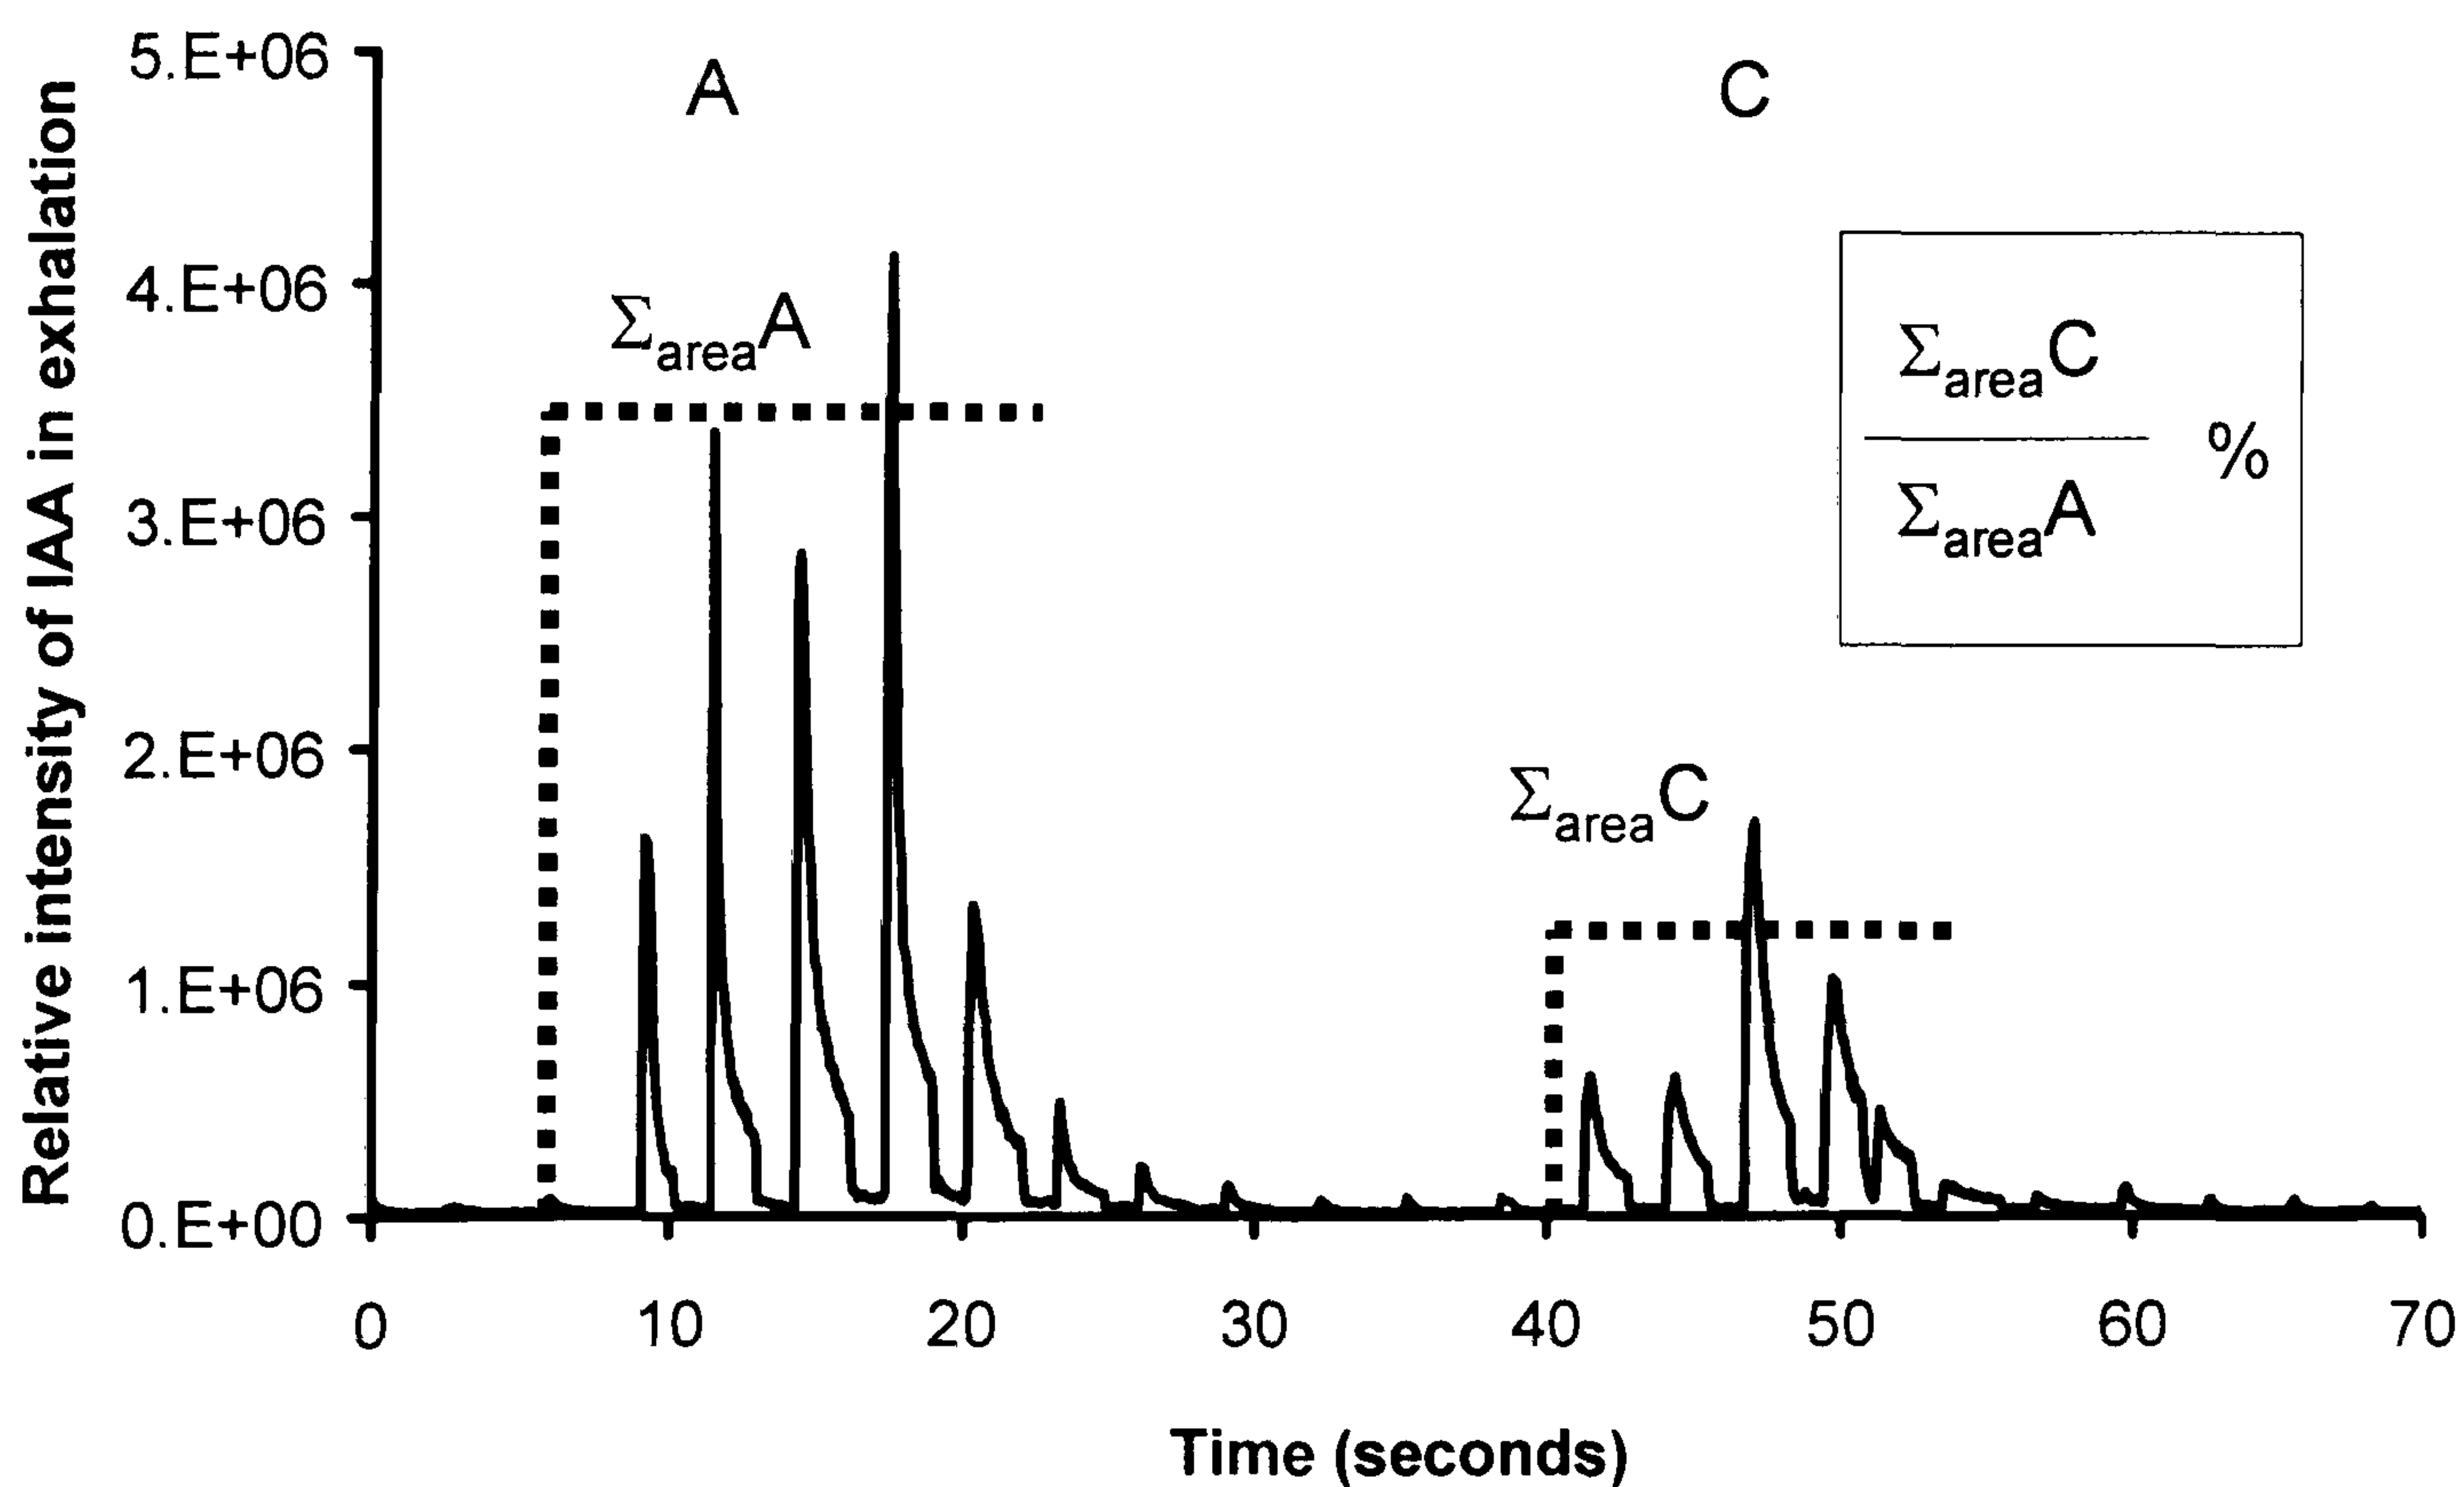 Relative intensity of IAA in exhalation
5.E+06
4.E+06
3.E+06
2.E+06
1.E+06
0.E+00
A
C
ΣareaA
ΣareaC
ΣareaC
ΣareaA
%
0 10 20 30 40 50 60 70
Time (seconds)